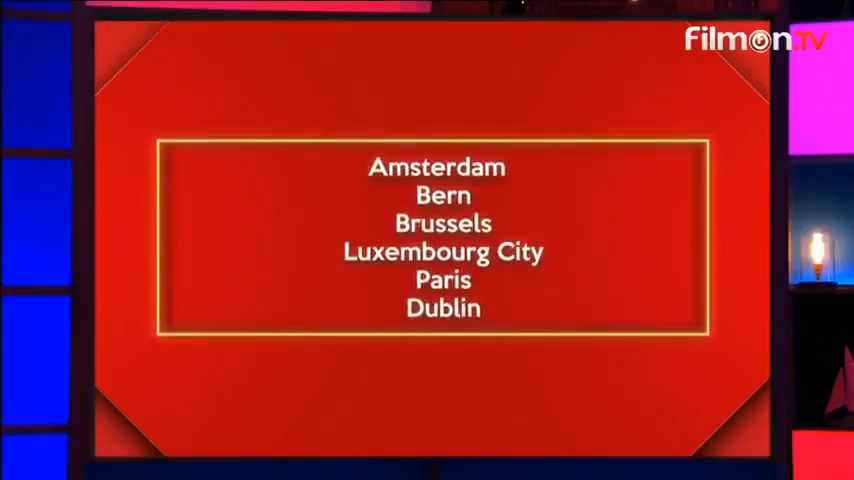 Filmon.TV
Amsterdam
Bern
Brussels
Luxembourg City
Paris
Dublin